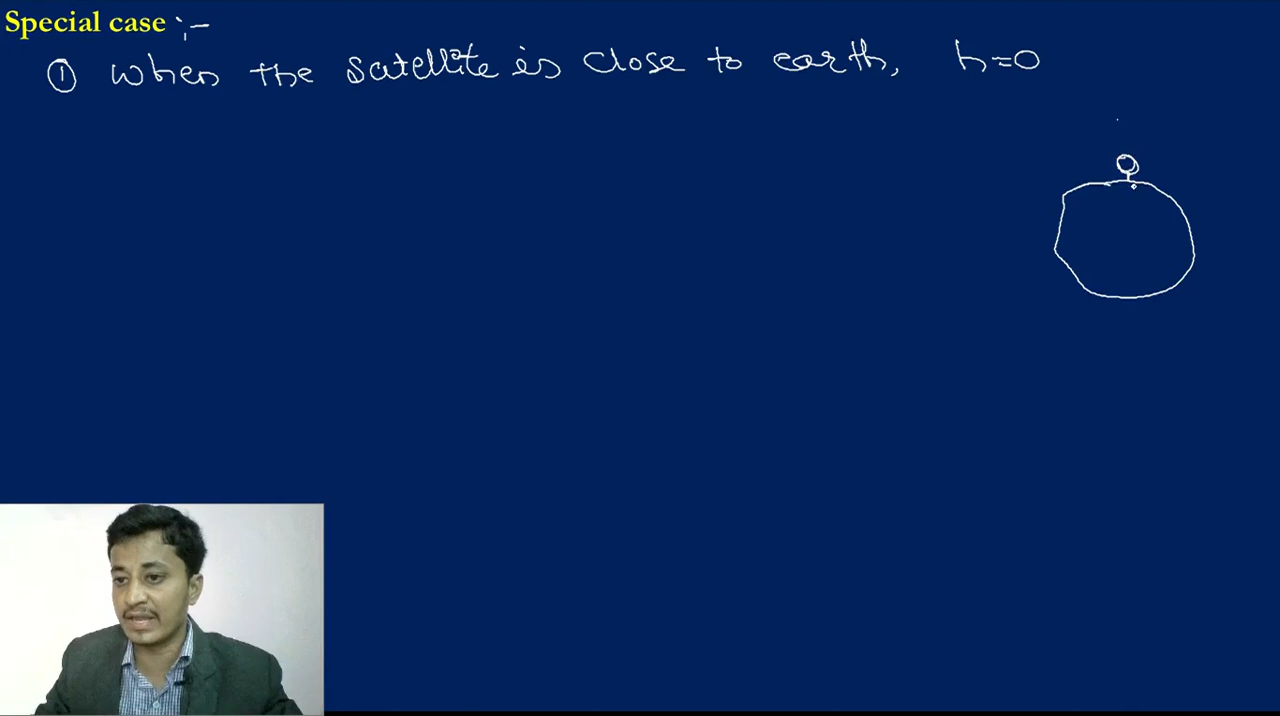 Special case :-
① When the satellite is close to earth, h=0